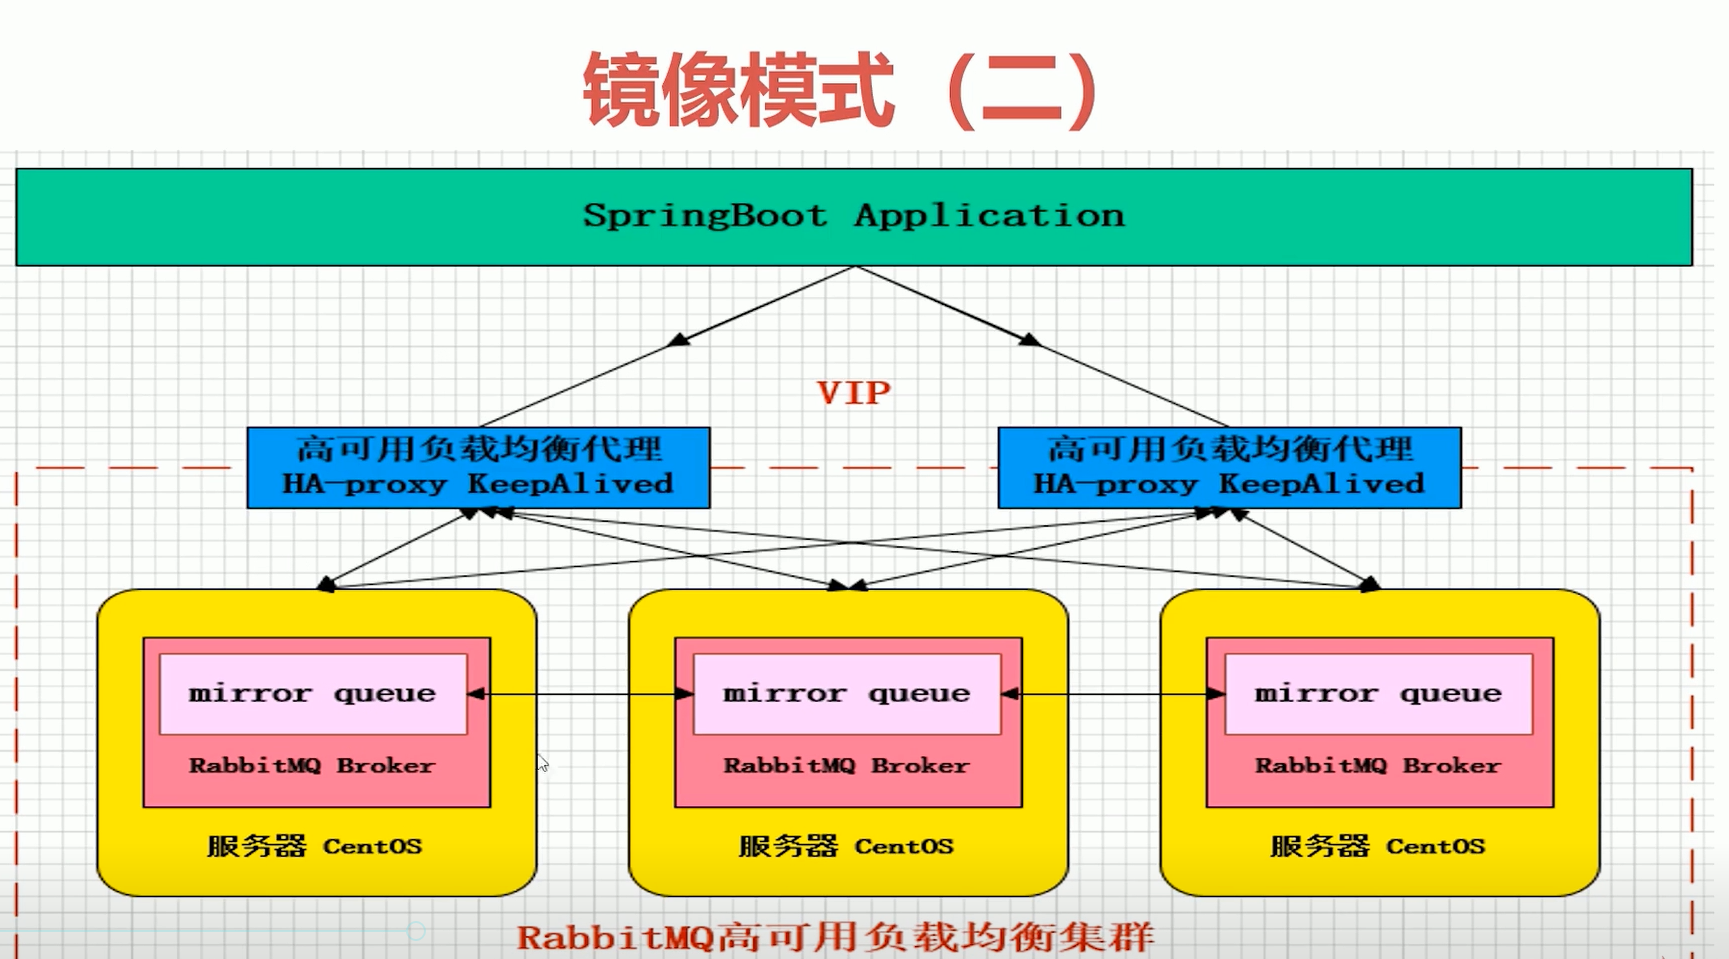 镜像模式（二）
SpringBoot Application
VIP
高可用负载均衡代理
HA-proxy KeepAlived
高可用负载均衡代理
HA-proxy KeepAlived
mirror queue
RabbitMQ Broker
服务器 CentOS
mirror queue
RabbitMQ Broker
服务器 CentOS
mirror queue
RabbitMQ Broker
服务器 CentOS
RabbitMQ高可用负载均衡集群